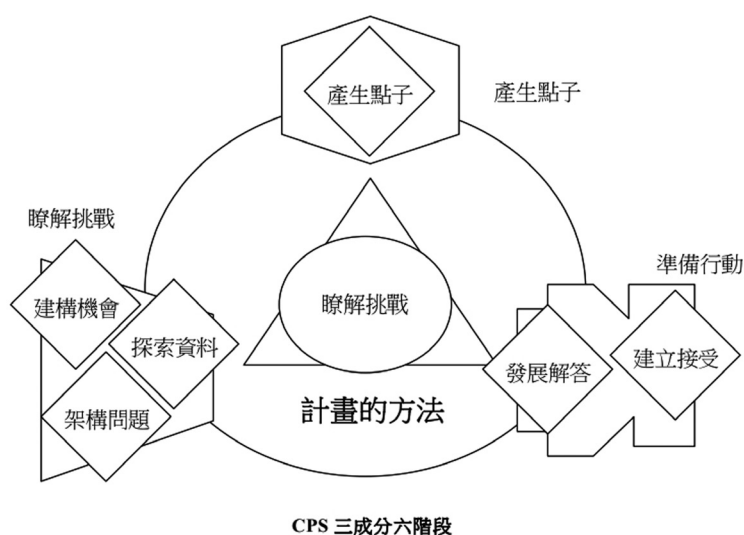 產生點子
產生點子
瞭解挑戰
建構機會
探索資料
架構問題
瞭解挑戰
計畫的方法
準備行動
發展解答
建立接受
CPS 三成分六階段